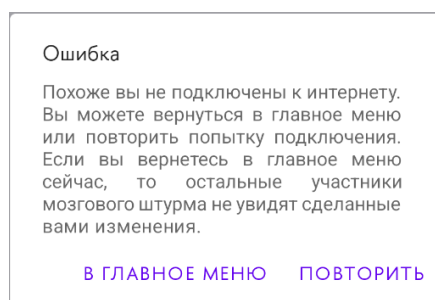 Ошибка
Похоже вы не подключены к интернету.
Вы можете вернуться в главное меню
или повторить попытку подключения.
Если вы вернетесь в главное меню
сейчас, то остальные участники
мозгового штурма не увидят сделанные
вами изменения.
В ГЛАВНОЕ МЕНЮ ПОВТОРИТЬ